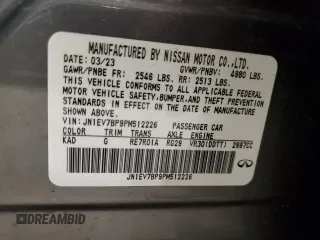 MANUFACTURED BY NISSAN MOTOR CO.,LTD.
DATE: 03/23 GVWR/PNBV: 4980 LBS.
GAWR/PNBE FR: 2546 LBS. RR: 2513 LBS.
THIS VEHICLE CONFORMS TO ALL APPLICABLE
FEDERAL MOTOR VEHICLE SAFETY, BUMPER, AND THEFT
PREVENTION STANDARDS IN EFFECT ON THE DATE OF MANUFACTURE
SHOWN ABOVE.
VIN: JN1EV7BP9PM512226 PASSENGER CAR
COLOR TRIM TRANS AXLE ENGINE
KAD G RE7R01A RG29 VR30(DDTT) 2997CC
JN1EV7BP9PM512226
INFINITI
AUTOBIDMASTER